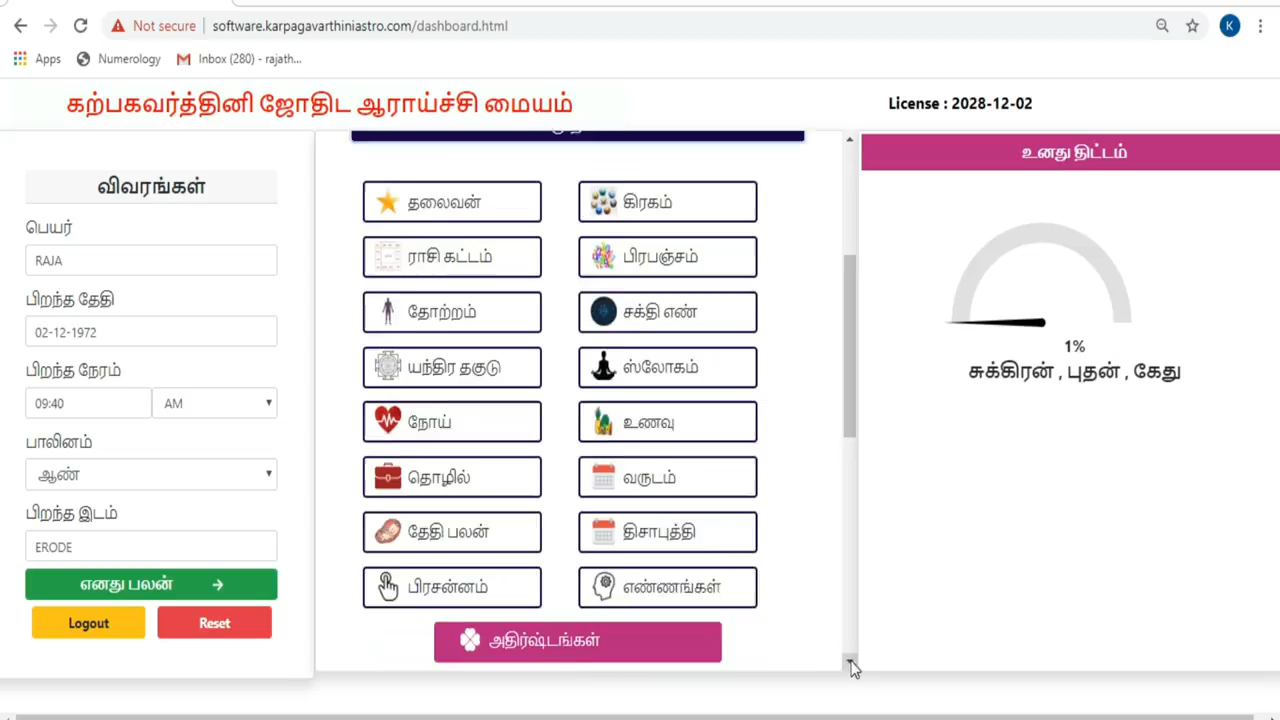 Not secure software.karpagavarthiniastro.com/dashboard.html K
Apps Numerology Inbox (280) - rajath...
கற்பகவர்த்தினி ஜோதிட ஆராய்ச்சி மையம்
License : 2028-12-02
விவரங்கள்
பெயர்
RAJA
பிறந்த தேதி
02-12-1972
பிறந்த நேரம்
09:40 AM
பாலினம்
ஆண்
பிறந்த இடம்
ERODE
எனது பலன் →
Logout Reset
தலைவன் கிரகம்
ராசி கட்டம் பிரபஞ்சம்
தோற்றம் சக்தி எண்
யந்திர தகுடு ஸ்லோகம்
நோய் உணவு
தொழில் வருடம்
தேதி பலன் திசாபுத்தி
பிரசன்னம் எண்ணங்கள்
அதிர்ஷ்டங்கள்
உனது திட்டம்
1%
சுக்கிரன் , புதன் , கேது